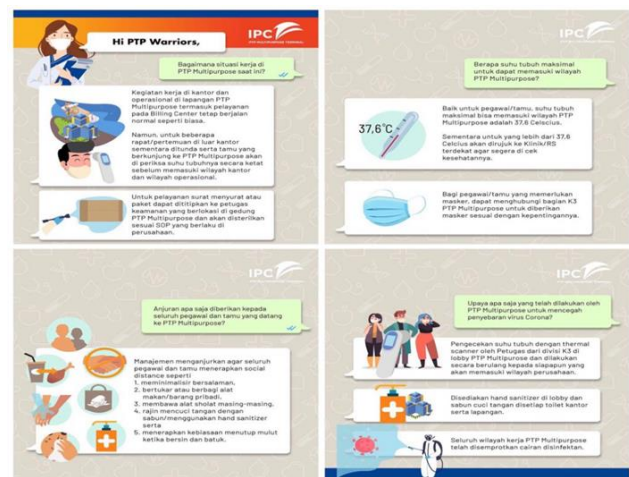 Hi PTP Warriors,
IPC
Bagaimana situasi kerja di
PTP Multipurpose saat ini?
Kegiatan kerja di kantor dan
operasional di lapangan PTP
Multipurpose termasuk pelayanan
pada Billing Center tetap berjalan
normal seperti biasa.
Namun, untuk beberapa
rapat/pertemuan di luar kantor
sementara ditunda serta tamu yang
berkunjung ke PTP Multipurpose akan
di periksa suhu tubuhnya secara ketat
sebelum memasuki wilayah kantor
dan wilayah operasional.
Untuk pelayanan surat menyurat atau
paket dapat dititipkan ke petugas
keamanan yang berlokasi di gedung
PTP Multipurpose dan akan disterilkan
sesuai SOP yang berlaku di
perusahaan.
IPC
Berapa suhu tubuh maksimal
untuk dapat memasuki wilayah
PTP Multipurpose?
37,6°C
Baik untuk pegawai/tamu, suhu tubuh
maksimal bisa memasuki wilayah PTP
Multipurpose adalah 37.6 Celscius.
Sementara untuk yang lebih dari 37.6
Celcius akan dirujuk ke Klinik/RS
terdekat agar segera di cek
kesehatannya.
Bagi pegawai/tamu yang memerlukan
masker, dapat menghubungi bagian K3
PTP Multipurpose untuk diberikan
masker sesuai dengan kepentingannya.
IPC
Anjuran apa saja diberikan kepada
seluruh pegawai dan tamu yang datang
ke PTP Multipurpose?
Manajemen menganjurkan agar seluruh
pegawai dan tamu menerapkan social
distance seperti
1. meminimalisir bersalaman,
2. bertukar atau berbagi alat
makan/barang pribadi.
3. membawa alat sholat masing-masing.
4. rajin mencuci tangan dengan
sabun/menggunakan hand sanitizer
serta
5. menerapkan kebiasaan menutup mulut
ketika bersin dan batuk.
IPC
Upaya apa saja yang telah dilakukan oleh
PTP Multipurpose untuk mencegah
penyebaran virus Corona?
Pengecekan suhu tubuh dengan thermal
scanner oleh Petugas dari divisi K3 di
lobby PTP Multipurpose dan dilakukan
secara berulang kepada siapapun yang
akan memasuki wilayah perusahaan.
Disediakan hand sanitizer di lobby dan
sabun cuci tangan disetiap toilet kantor
serta lapangan.
Seluruh wilayah kerja PTP Multipurpose
telah disemprotkan cairan disinfektan.